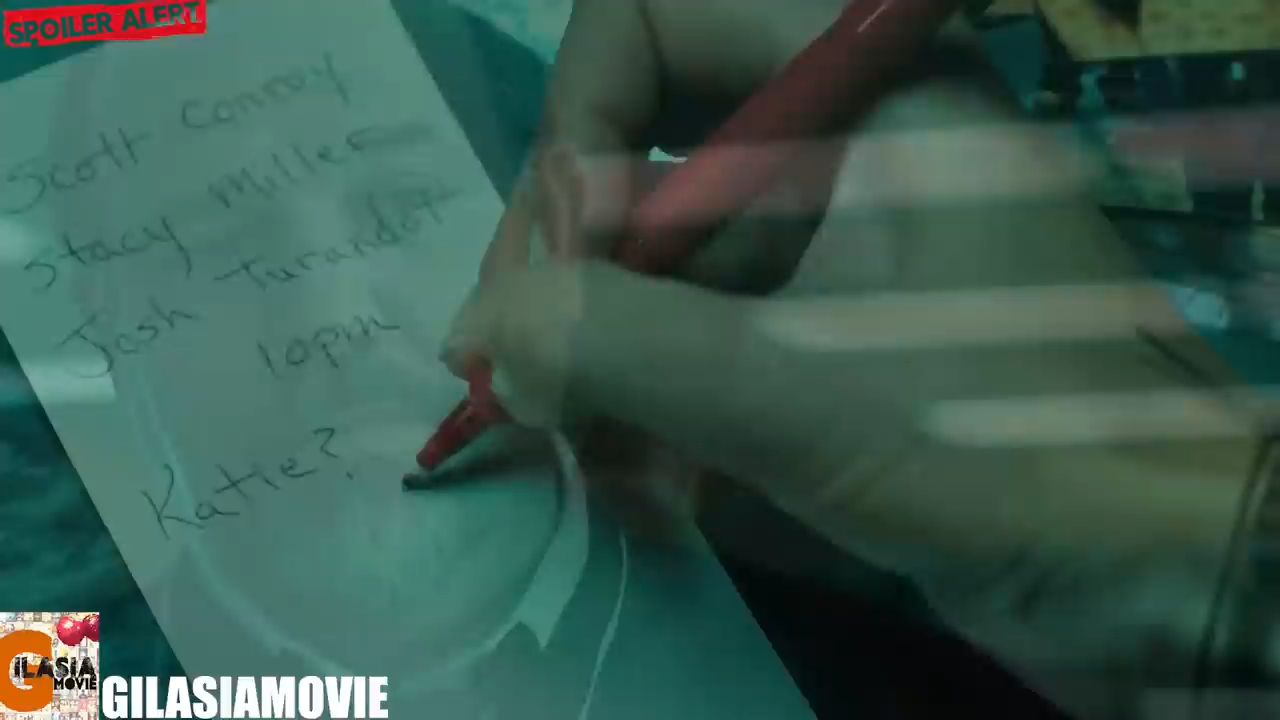 SPOILER ALERT
Scott Conroy
Stacy Miller
Josh Turandot
10pm
Katie?
GILASIA
MOVIE
GILASIAMOVIE